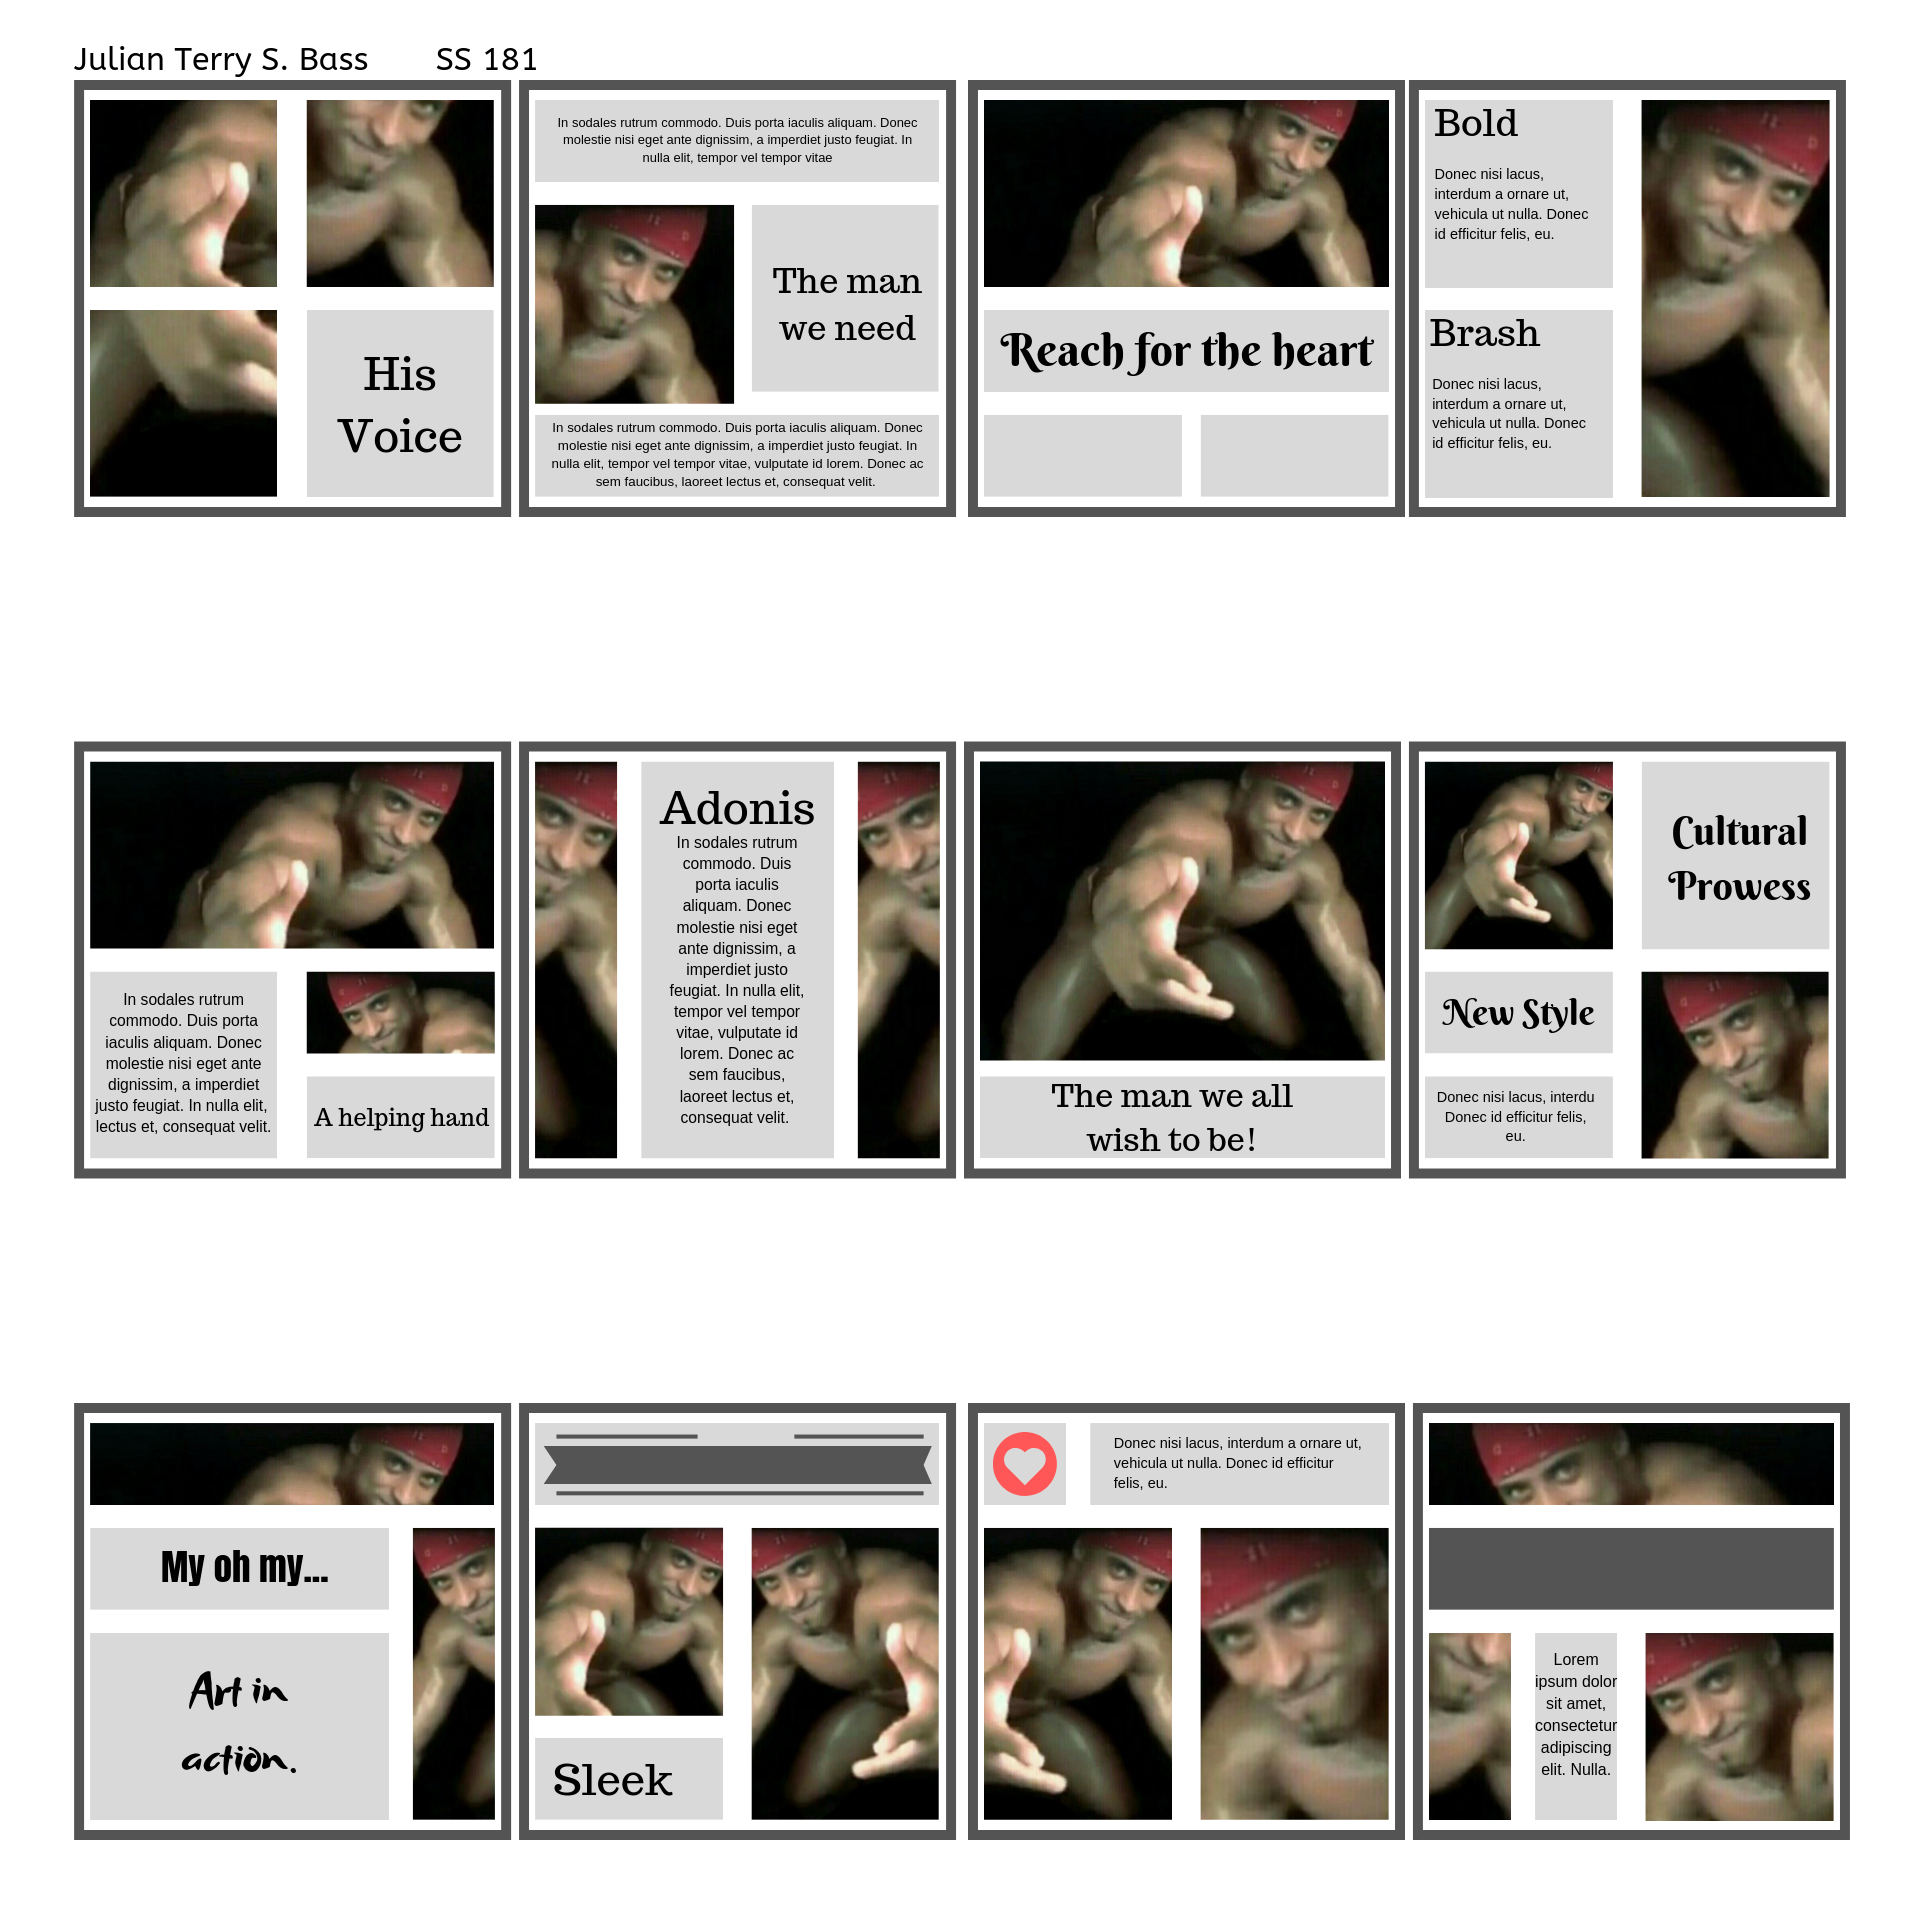 Julian Terry S. Bass SS 181
His
Voice
In sodales rutrum commodo. Duis porta iaculis aliquam. Donec
molestie nisi eget ante dignissim, a imperdiet justo feugiat. In
nulla elit, tempor vel tempor vitae
The man
we need
In sodales rutrum commodo. Duis porta iaculis aliquam. Donec
molestie nisi eget ante dignissim, a imperdiet justo feugiat. In
nulla elit, tempor vel tempor vitae, vulputate id lorem. Donec ac
sem faucibus, laoreet lectus et, consequat velit.
Reach for the heart
Bold
Donec nisi lacus,
interdum a ornare ut,
vehicula ut nulla. Donec
id efficitur felis, eu.
Brash
Donec nisi lacus,
interdum a ornare ut,
vehicula ut nulla. Donec
id efficitur felis, eu.
In sodales rutrum
commodo. Duis porta
iaculis aliquam. Donec
molestie nisi eget ante
dignissim, a imperdiet
justo feugiat. In nulla elit,
lectus et, consequat velit.
A helping hand
Adonis
In sodales rutrum
commodo. Duis
porta iaculis
aliquam. Donec
molestie nisi eget
ante dignissim, a
imperdiet justo
feugiat. In nulla elit,
tempor vel tempor
vitae, vulputate id
lorem. Donec ac
sem faucibus,
laoreet lectus et,
consequat velit.
The man we all
wish to be!
Cultural
Prowess
New Style
Donec nisi lacus, interdu
Donec id efficitur felis,
eu.
My oh my...
Art in
action.
Sleek
Donec nisi lacus, interdum a ornare ut,
vehicula ut nulla. Donec id efficitur
felis, eu.
Lorem
ipsum dolor
sit amet,
consectetur
adipiscing
elit. Nulla.